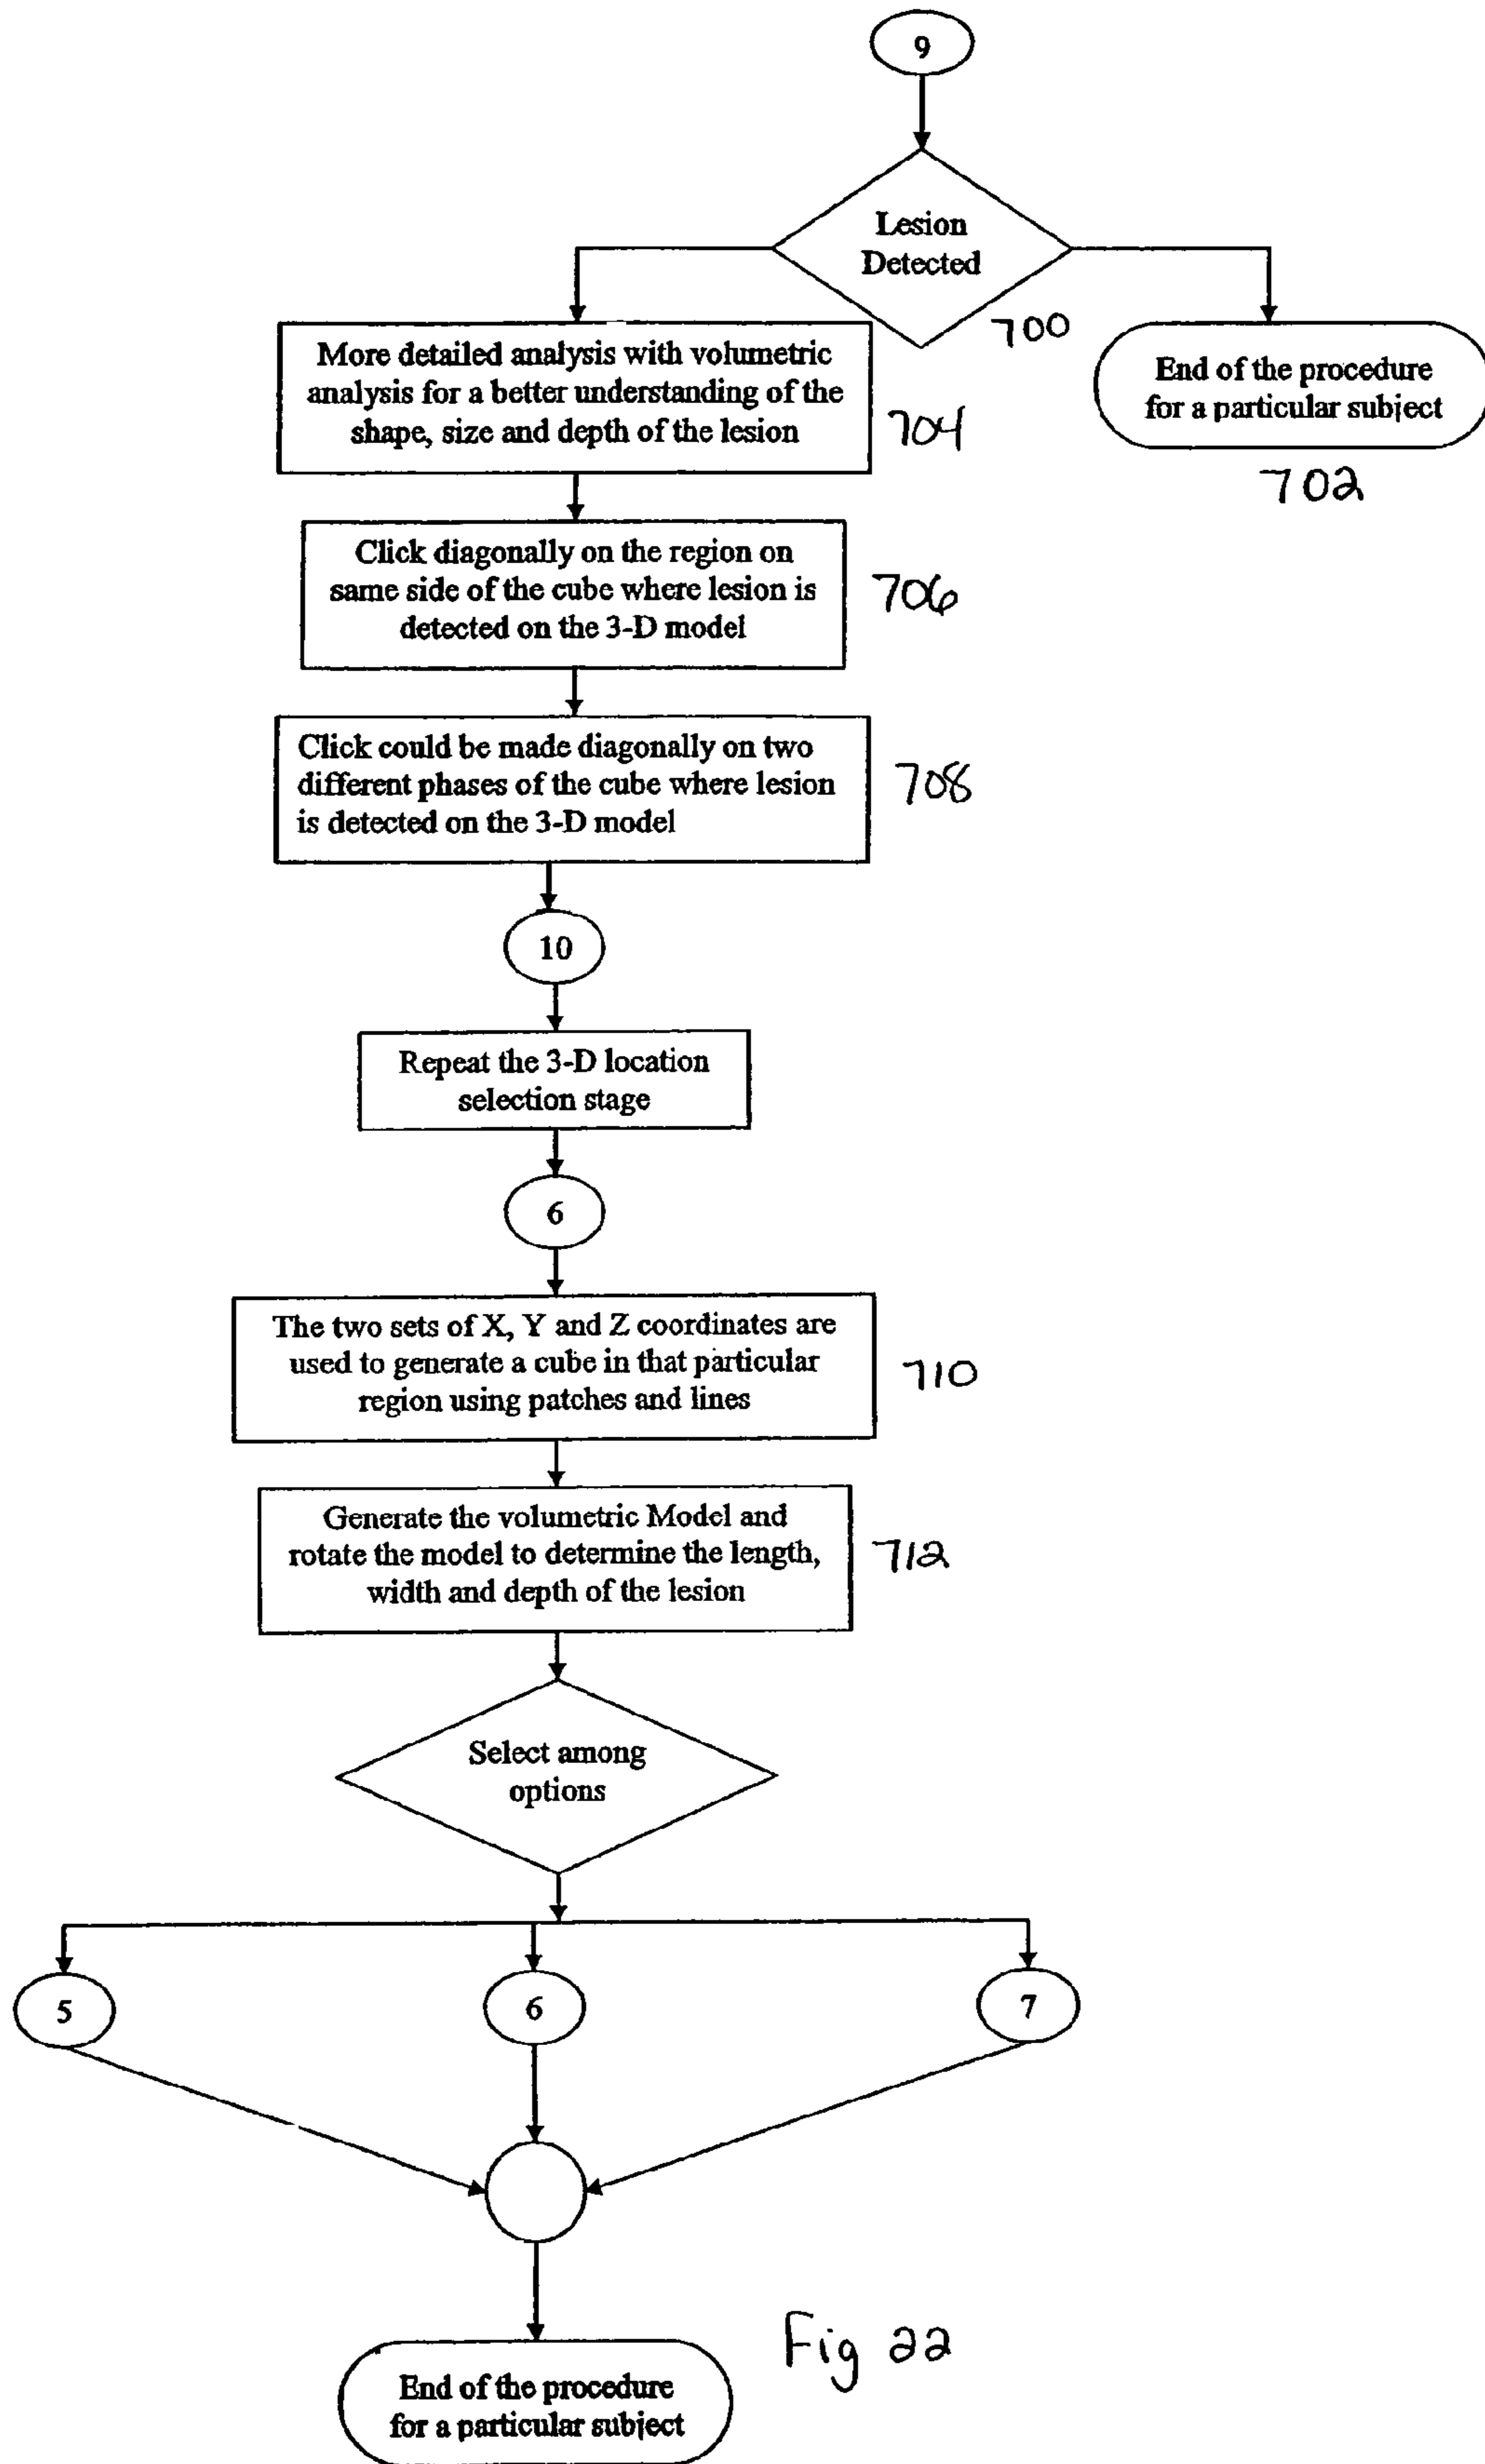 9
Lesion
Detected
700
More detailed analysis with volumetric
analysis for a better understanding of the
shape, size and depth of the lesion
704
End of the procedure
for a particular subject
702
Click diagonally on the region on
same side of the cube where lesion is
detected on the 3-D model
706
Click could be made diagonally on two
different phases of the cube where lesion
is detected on the 3-D model
708
10
Repeat the 3-D location
selection stage
6
The two sets of X, Y and Z coordinates are
used to generate a cube in that particular
region using patches and lines
710
Generate the volumetric Model and
rotate the model to determine the length,
width and depth of the lesion
712
Select among
options
5
6
7
Fig 22
End of the procedure
for a particular subject